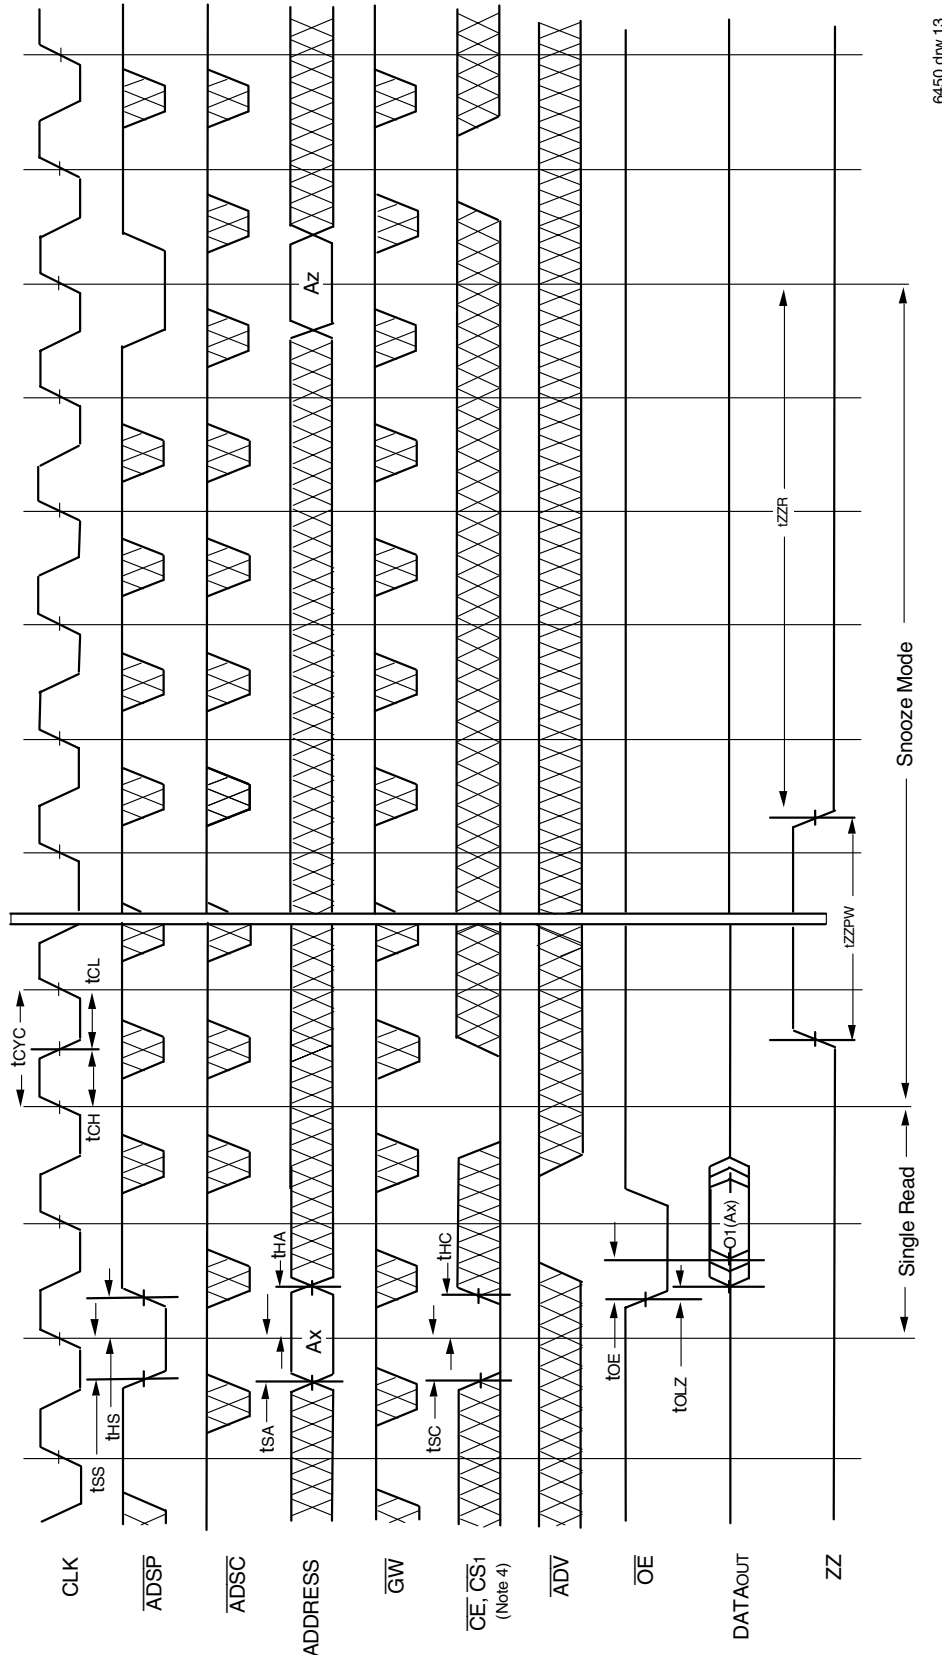 CLK
tSS
tHS
tCH
tCYC
tCL
ADSP
ADSC
ADDRESS
tSA
Ax
tHA
Az
GW
CE, CS1
(Note 4)
tSC
tHC
ADV
OE
tOE
tOLZ
DATAOUT
O1(Ax)
tZZR
ZZ
tZZPW
Single Read
Snooze Mode
6450 drw 13